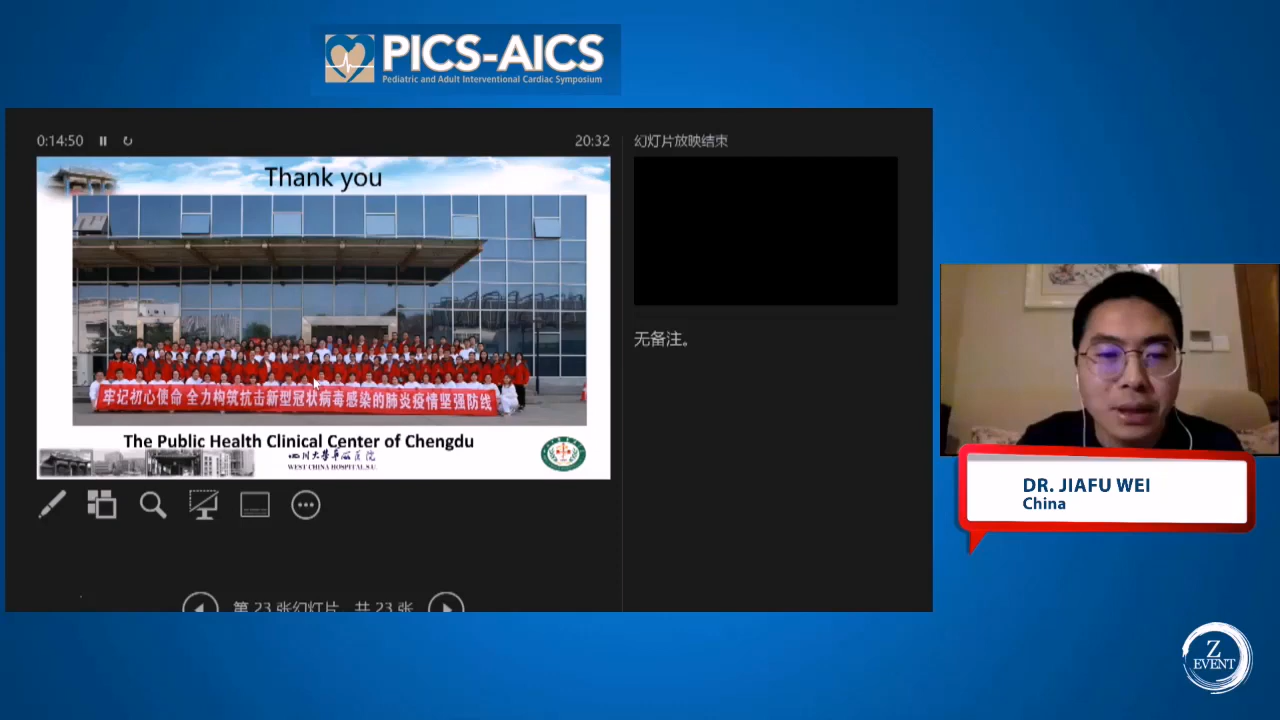 PICS-AICS
Pediatric and Adult Interventional Cardiac Symposium
0:14:50
20:32
幻灯片放映结束
Thank you
牢记初心使命 全力构筑抗击新型冠状病毒感染的肺炎疫情坚强防线
The Public Health Clinical Center of Chengdu
四川大学华西医院
WEST CHINA HOSPITAL.S.U.
无备注。
第 23 张幻灯片，共 23 张
DR. JIAFU WEI
China
Z
EVENT